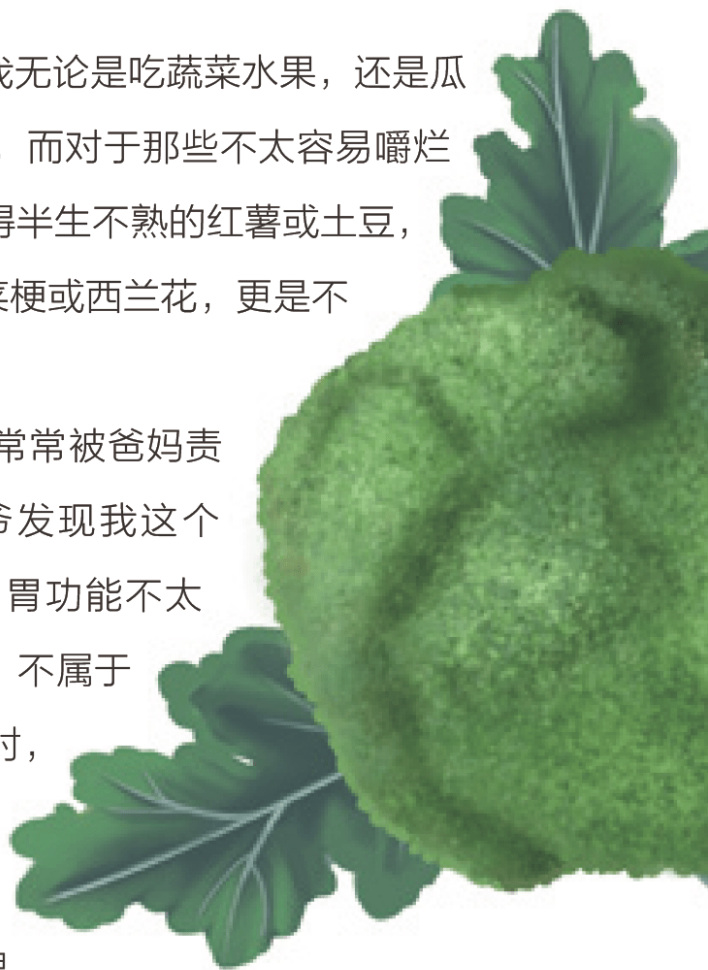 我无论是吃蔬菜水果，还是瓜
，而对于那些不太容易嚼烂
得半生不熟的红薯或土豆，
菜梗或西兰花，更是不
常常被爸妈责
爷发现我这个
胃功能不太
不属于
时，